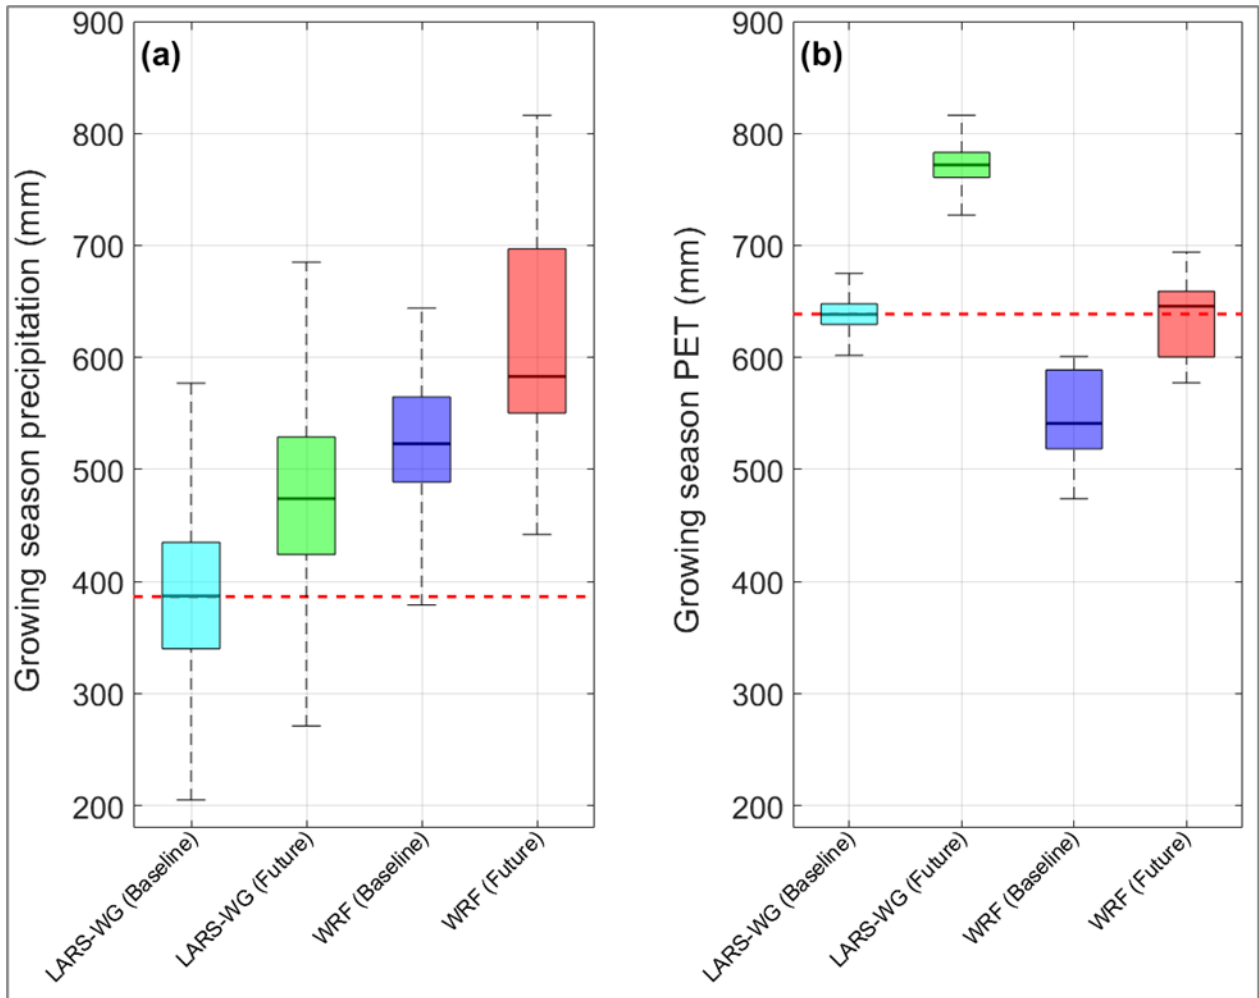 (a)
Growing season precipitation (mm)
900
800
700
600
500
400
300
200
LARS-WG (Baseline)
LARS-WG (Future)
WRF (Baseline)
WRF (Future)
(b)
Growing season PET (mm)
900
800
700
600
500
400
300
200
LARS-WG (Baseline)
LARS-WG (Future)
WRF (Baseline)
WRF (Future)